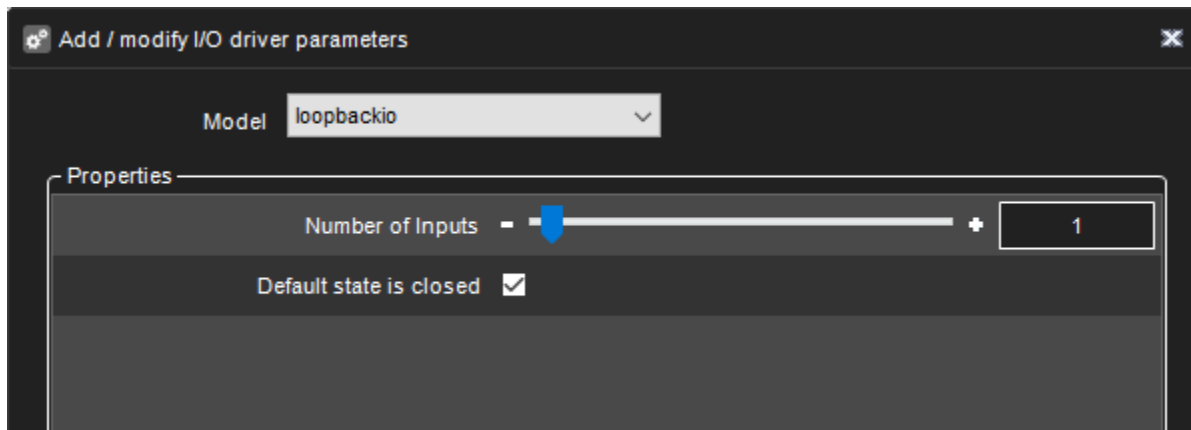 Add / modify I/O driver parameters
Model loopbackio
Properties
Number of Inputs - + 1
Default state is closed